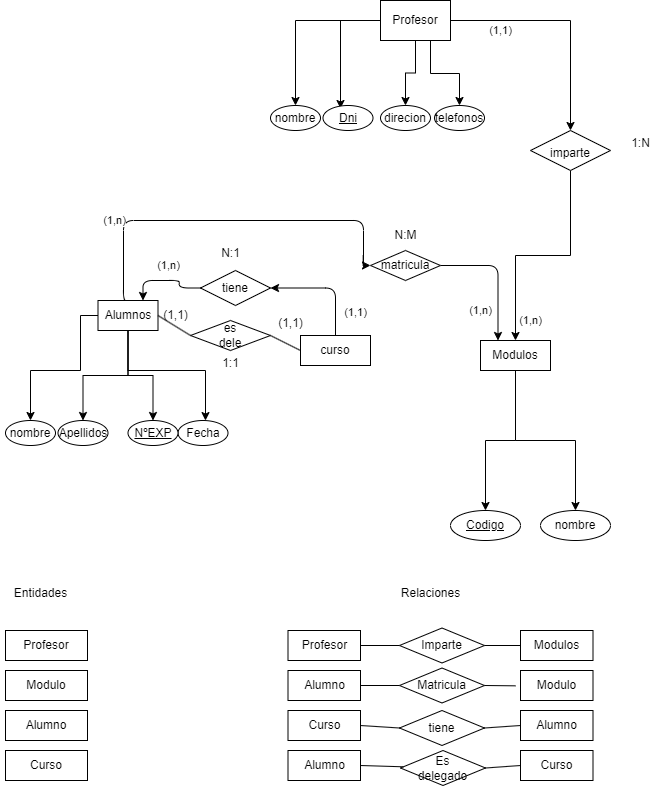 Profesor
(1,1)
nombre
Dni
direcion
telefonos
imparte
1:N
(1,n)
N:M
matricula
N:1
(1,n)
tiene
Alumnos
(1,1)
es
dele
(1,1)
(1,1)
curso
1:1
(1,n)
(1,n)
Modulos
nombre
Apellidos
NºEXP
Fecha
Codigo
nombre
Entidades
Relaciones
Profesor
Profesor
Imparte
Modulos
Modulo
Alumno
Matricula
Modulo
Alumno
Curso
tiene
Alumno
Curso
Alumno
Es
delegado
Curso